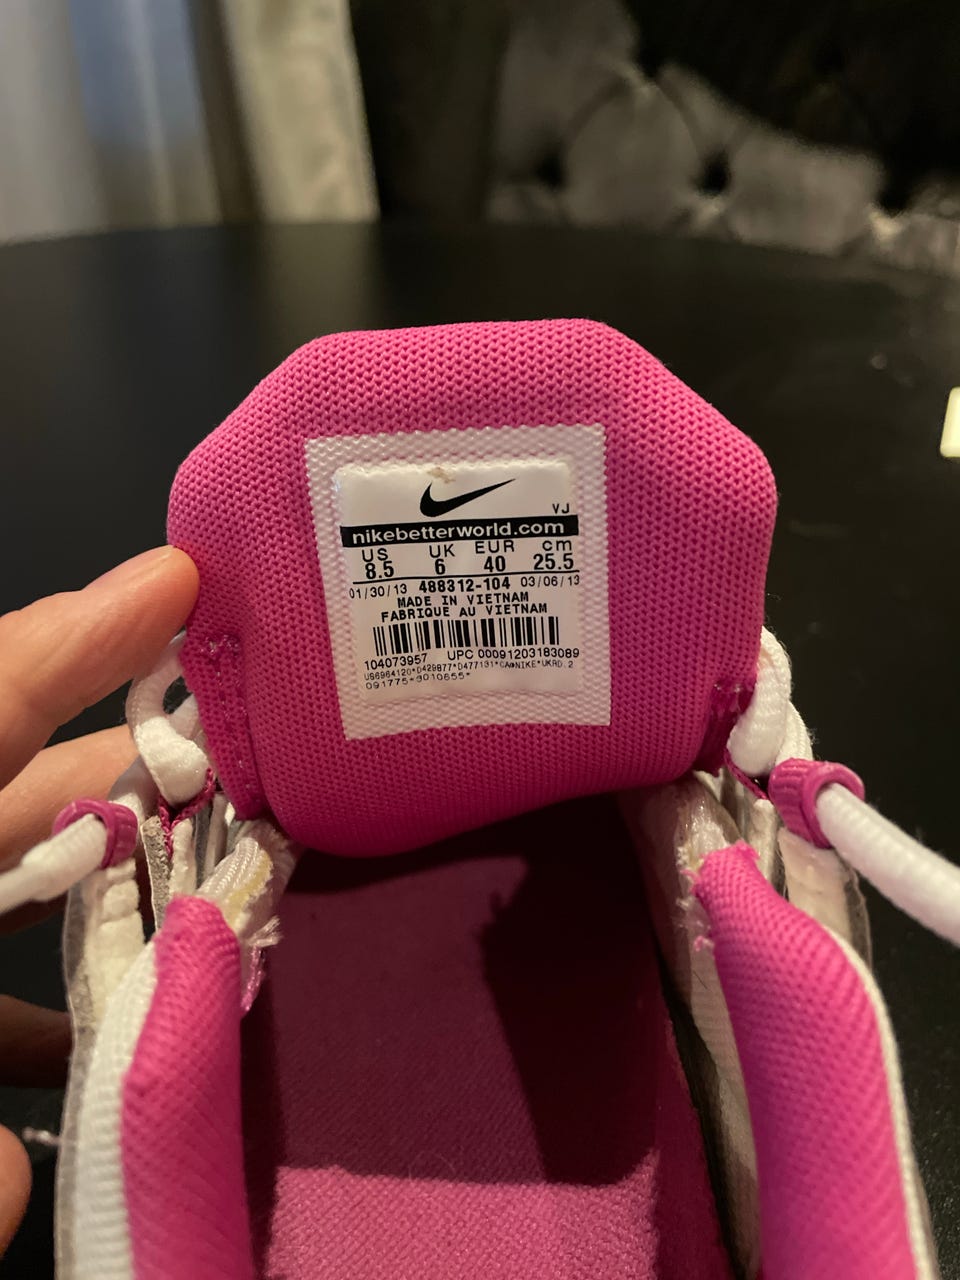 VJ
nikebetterworld.com
US UK EUR cm
8.5 6 40 25.5
01/30/13 488312-104 03/06/13
MADE IN VIETNAM
FABRIQUE AU VIETNAM
104073957 UPC 00091203183089
US6964120*D429877*D477131*CA*NIKE*UKRD.2
091775*3010655*